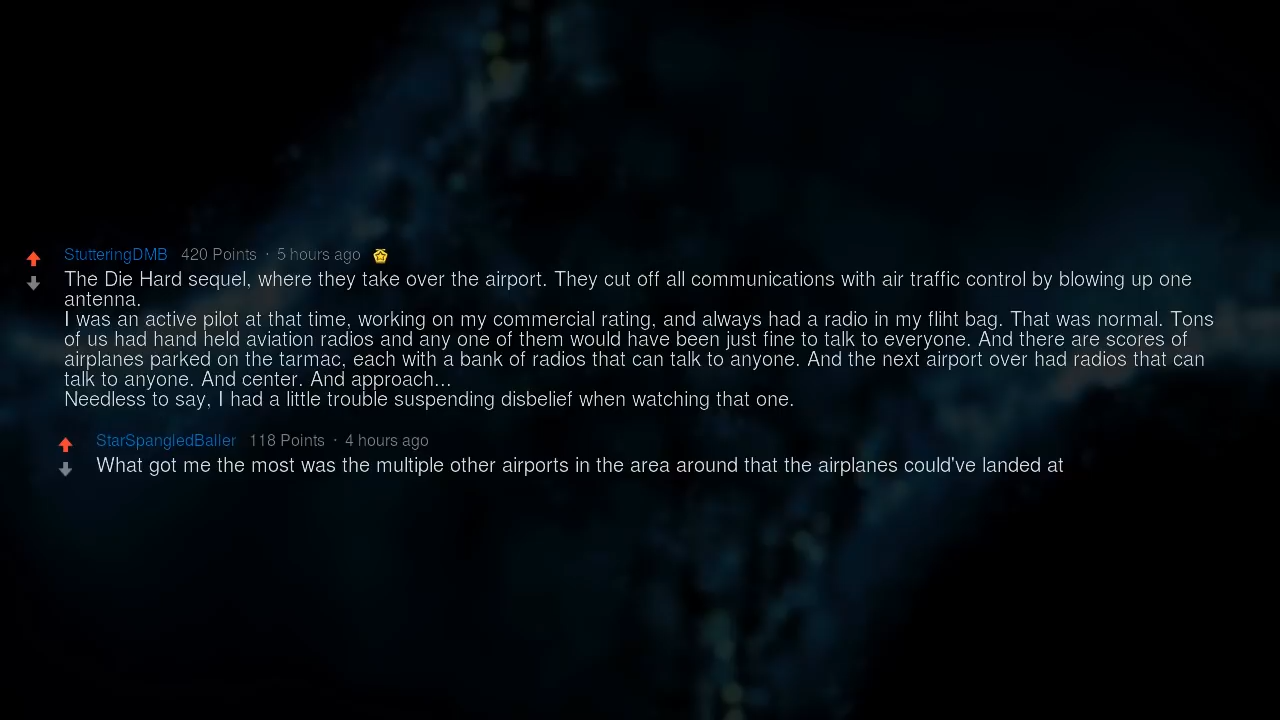 StutteringDMB 420 Points · 5 hours ago
The Die Hard sequel, where they take over the airport. They cut off all communications with air traffic control by blowing up one
antenna.
I was an active pilot at that time, working on my commercial rating, and always had a radio in my fliht bag. That was normal. Tons
of us had hand held aviation radios and any one of them would have been just fine to talk to everyone. And there are scores of
airplanes parked on the tarmac, each with a bank of radios that can talk to anyone. And the next airport over had radios that can
talk to anyone. And center. And approach...
Needless to say, I had a little trouble suspending disbelief when watching that one.
StarSpangledBaller 118 Points · 4 hours ago
What got me the most was the multiple other airports in the area around that the airplanes could've landed at